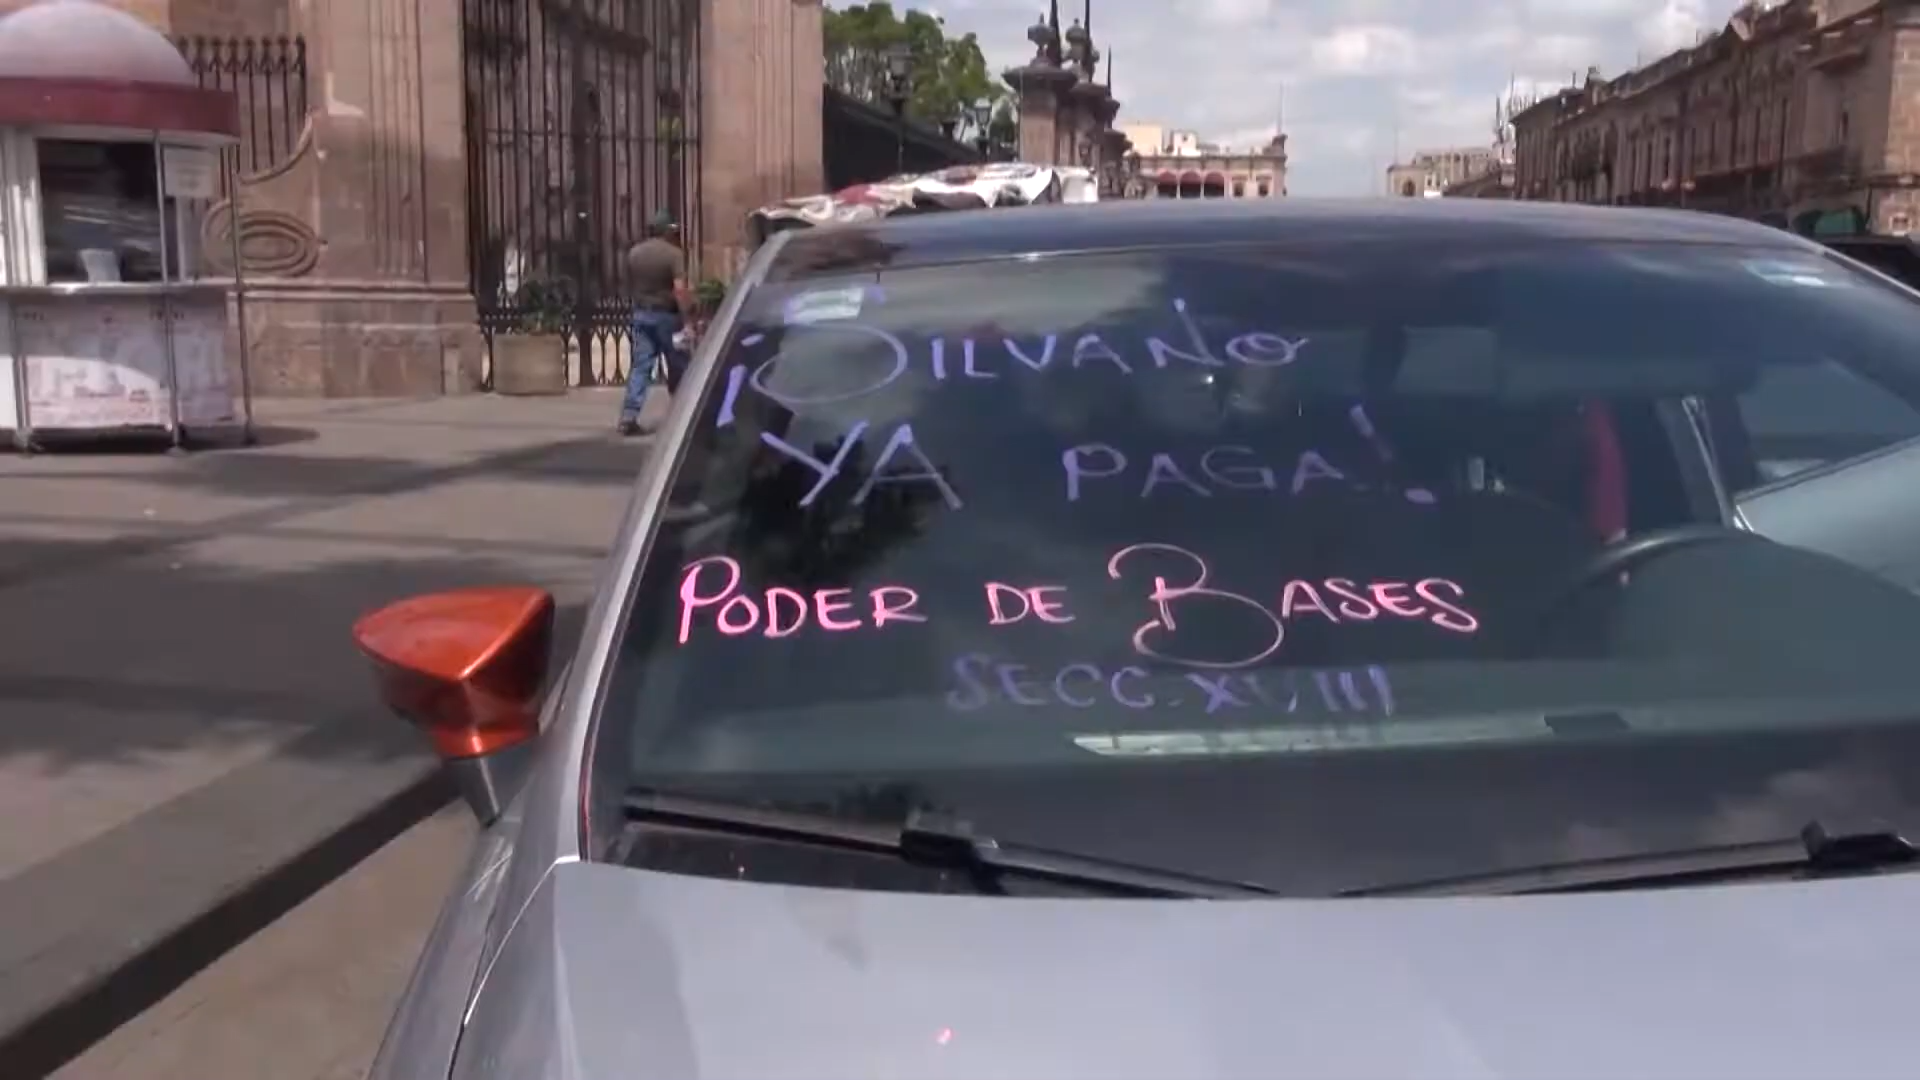 ¡SILVANO
YA PAGA!
PODER DE BASES
SECC. XVIII